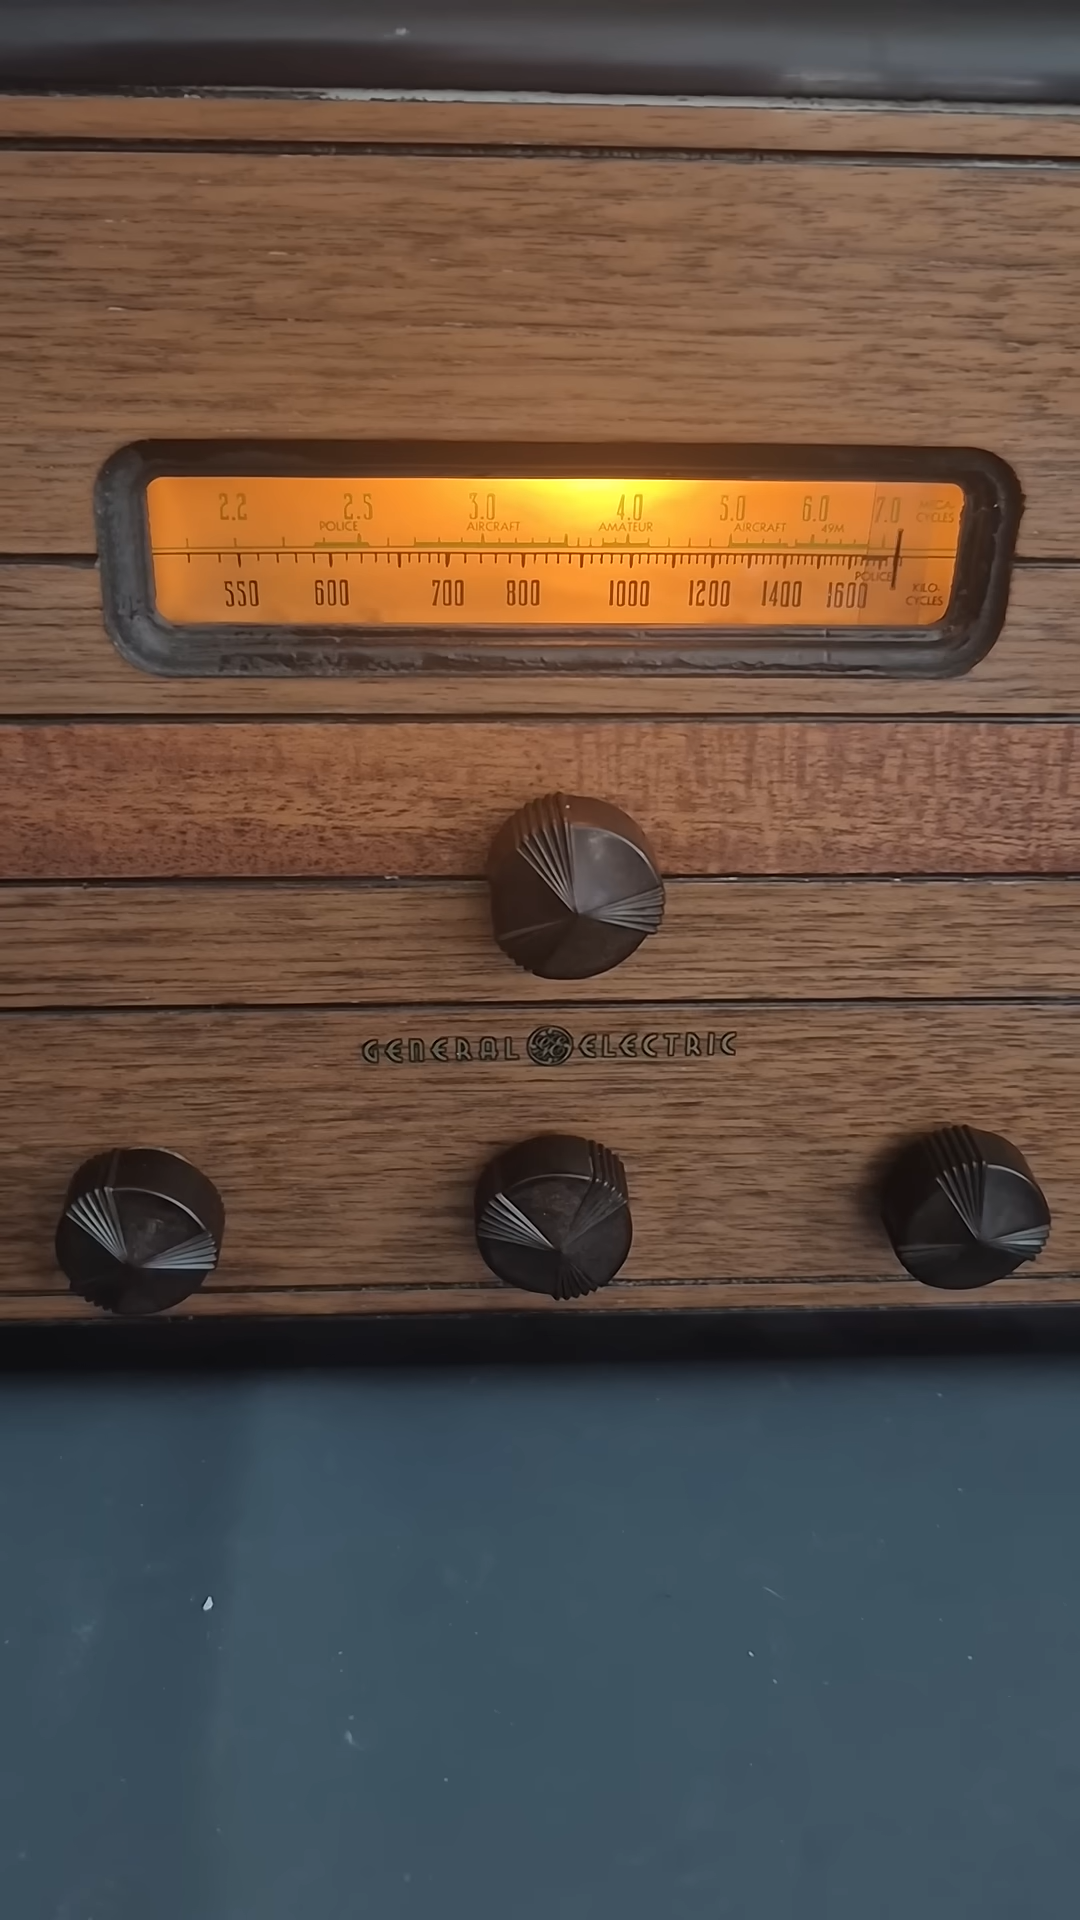 2.2 2.5 3.0 4.0 5.0 6.0 7.0 MEGA-
CYCLES
POLICE AIRCRAFT AMATEUR AIRCRAFT 49M
POLICE
550 600 700 800 1000 1200 1400 1600 KILO-
CYCLES
GENERAL GE ELECTRIC